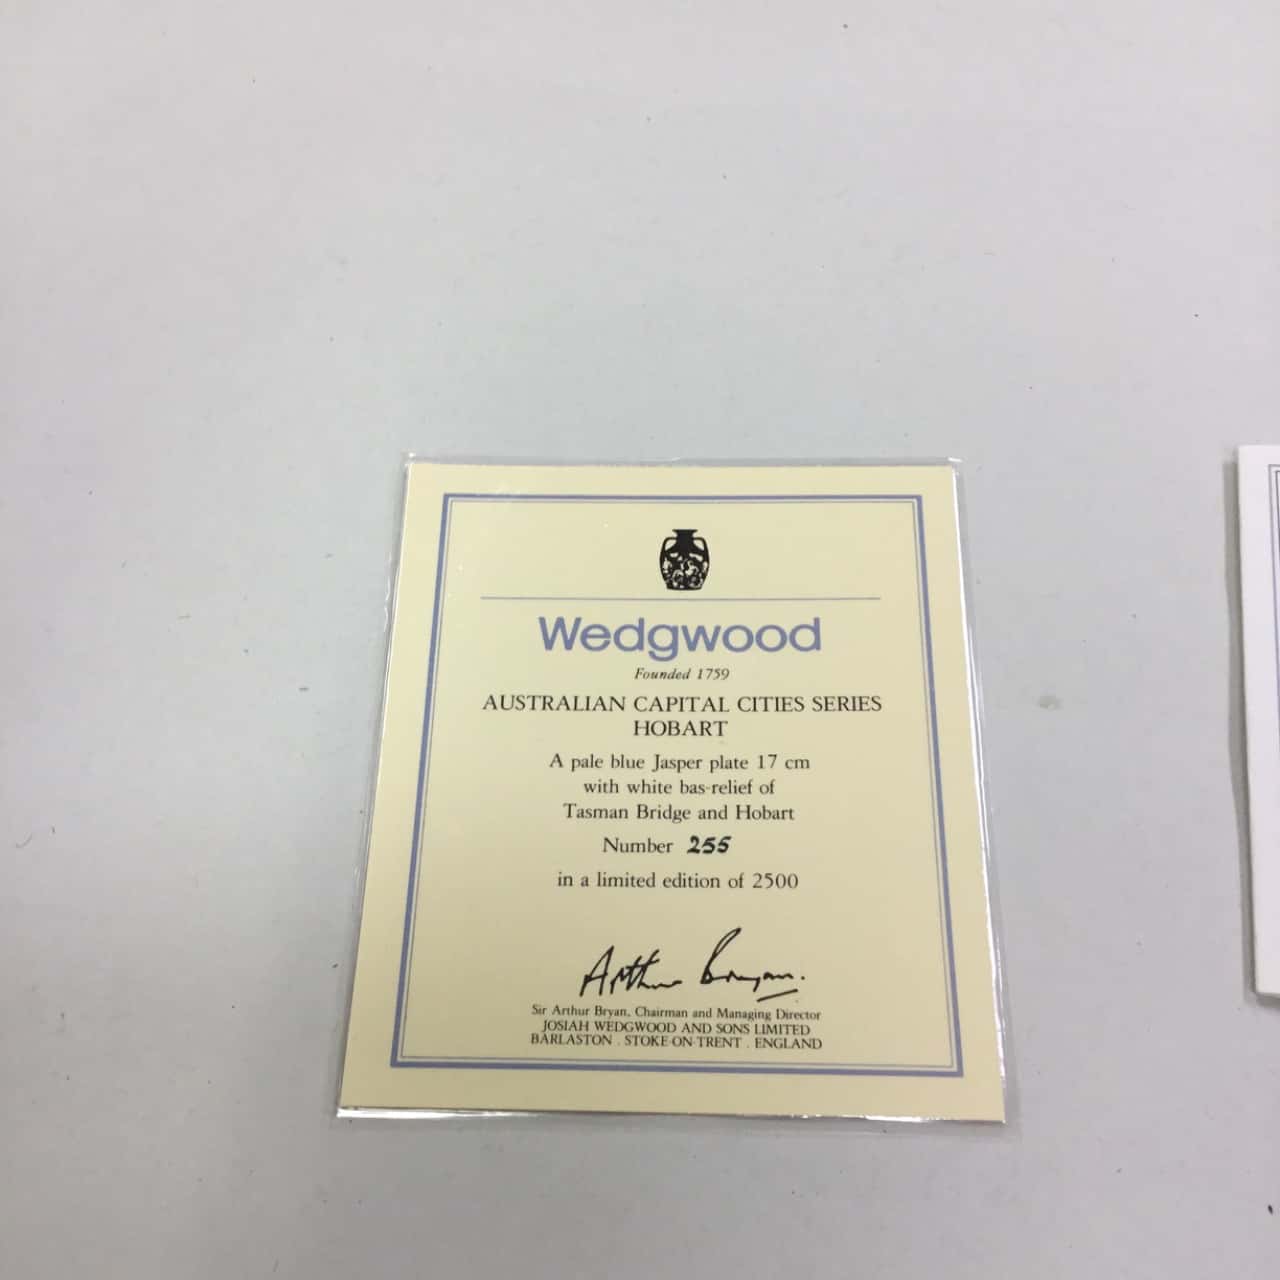 Wedgwood
Founded 1759
AUSTRALIAN CAPITAL CITIES SERIES
HOBART
A pale blue Jasper plate 17 cm
with white bas-relief of
Tasman Bridge and Hobart
Number 255
in a limited edition of 2500
Arthur Bryan.
Sir Arthur Bryan, Chairman and Managing Director
JOSIAH WEDGWOOD AND SONS LIMITED
BARLASTON . STOKE-ON-TRENT . ENGLAND